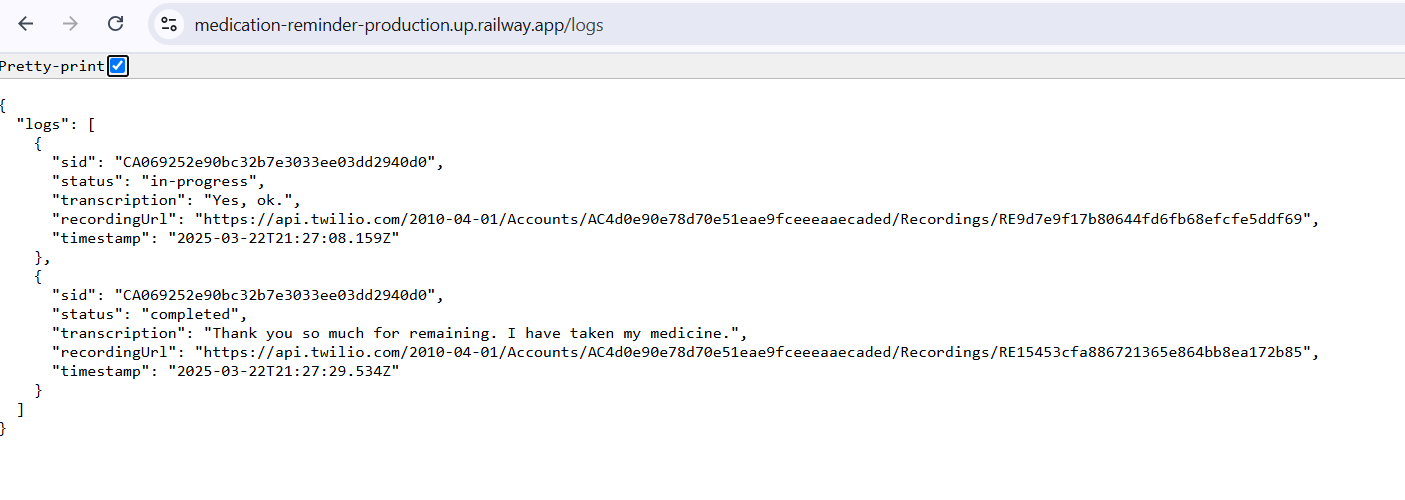 medication-reminder-production.up.railway.app/logs
Pretty-print
{
"logs": [
{
"sid": "CA069252e90bc32b7e3033ee03dd2940d0",
"status": "in-progress",
"transcription": "Yes, ok.",
"recordingUrl": "https://api.twilio.com/2010-04-01/Accounts/AC4d0e90e78d70e51eae9fceeeaaecaded/Recordings/RE9d7e9f17b80644fd6fb68efcfe5ddf69",
"timestamp": "2025-03-22T21:27:08.159Z"
},
{
"sid": "CA069252e90bc32b7e3033ee03dd2940d0",
"status": "completed",
"transcription": "Thank you so much for remaining. I have taken my medicine.",
"recordingUrl": "https://api.twilio.com/2010-04-01/Accounts/AC4d0e90e78d70e51eae9fceeeaaecaded/Recordings/RE15453cfa886721365e864bb8ea172b85",
"timestamp": "2025-03-22T21:27:29.534Z"
}
]
}